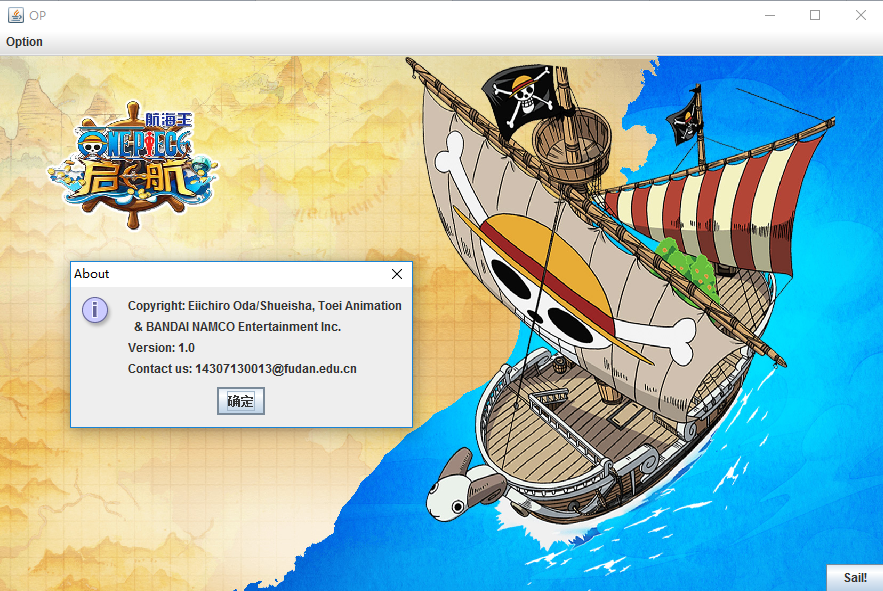 OP
Option
航海王
ONE PIECE
启航
About
Copyright: Eiichiro Oda/Shueisha, Toei Animation
& BANDAI NAMCO Entertainment Inc.
Version: 1.0
Contact us: 14307130013@fudan.edu.cn
确定
Sail!